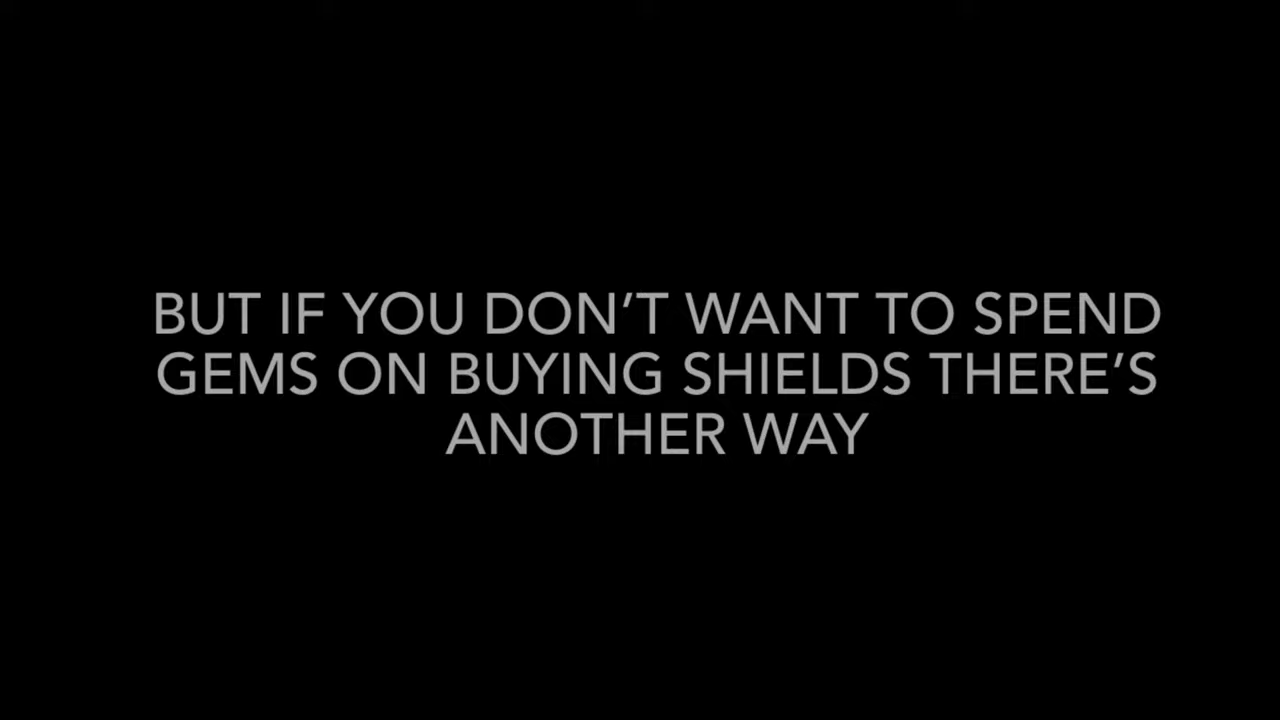 BUT IF YOU DON’T WANT TO SPEND
GEMS ON BUYING SHIELDS THERE’S
ANOTHER WAY